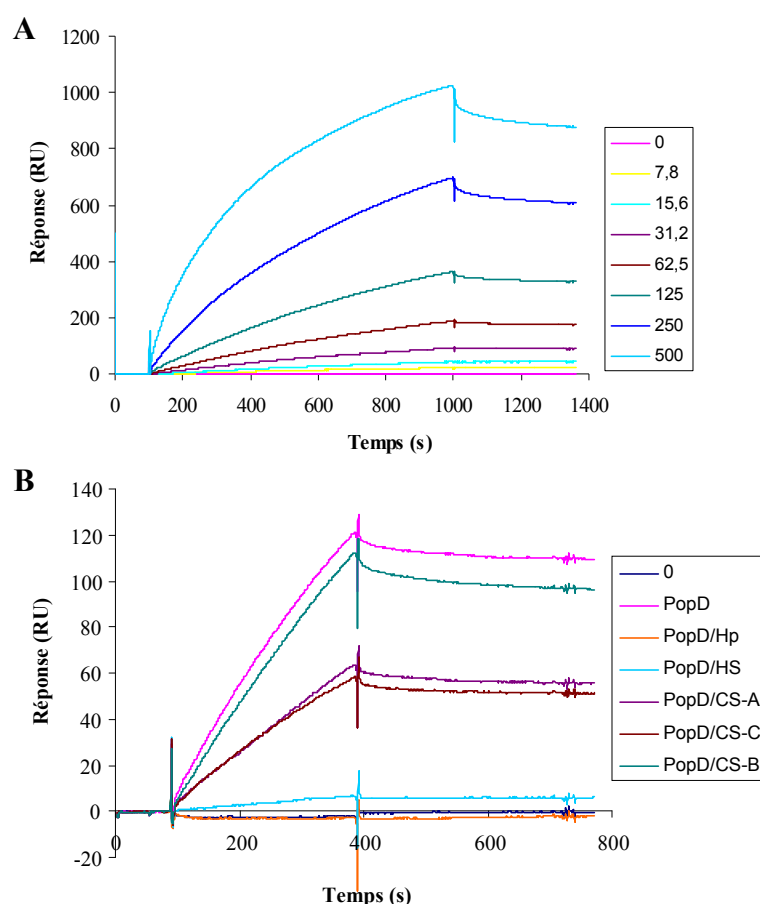 A
Réponse (RU)
1200
1000
800
600
400
200
0
0 200 400 600 800 1000 1200 1400
Temps (s)
0
7,8
15,6
31,2
62,5
125
250
500
B
Réponse (RU)
140
120
100
80
60
40
20
0
-20
200 400 600 800
Temps (s)
0
PopD
PopD/Hp
PopD/HS
PopD/CS-A
PopD/CS-C
PopD/CS-B